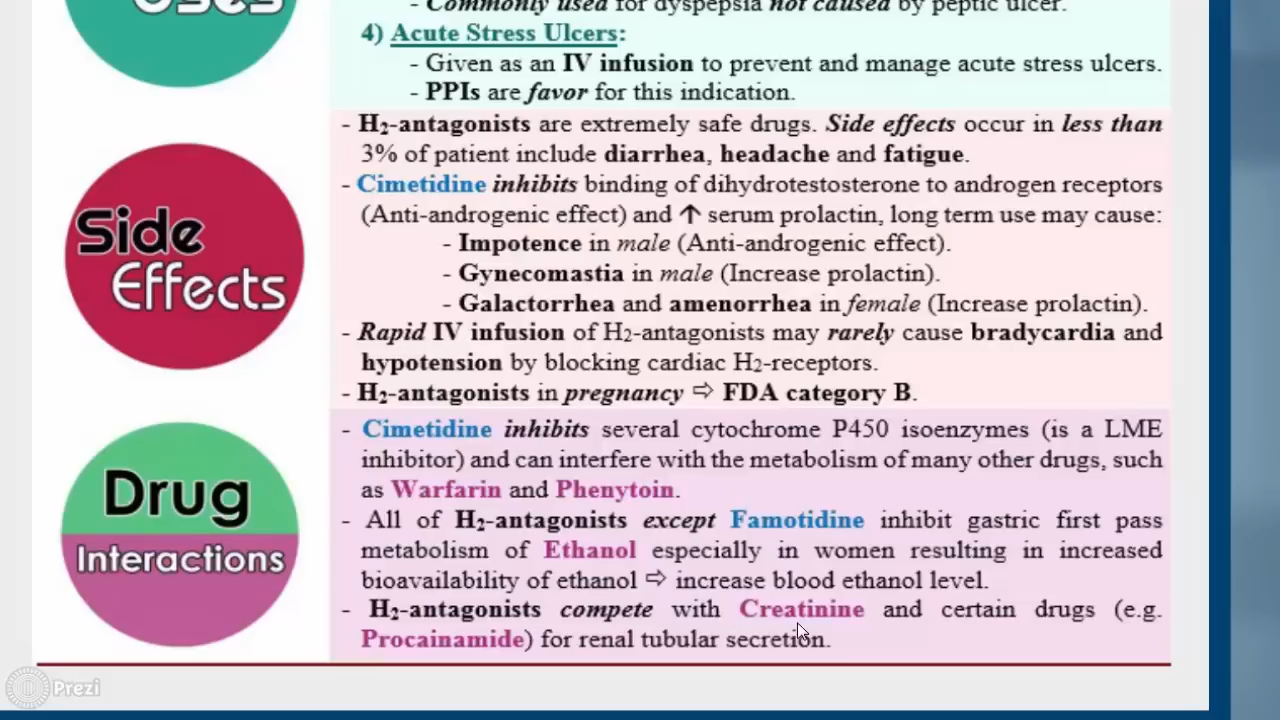 Uses
- Commonly used for dyspepsia not caused by peptic ulcer.
4) Acute Stress Ulcers:
- Given as an IV infusion to prevent and manage acute stress ulcers.
- PPIs are favor for this indication.
Side
Effects
- H₂-antagonists are extremely safe drugs. Side effects occur in less than
3% of patient include diarrhea, headache and fatigue.
- Cimetidine inhibits binding of dihydrotestosterone to androgen receptors
(Anti-androgenic effect) and ↑ serum prolactin, long term use may cause:
- Impotence in male (Anti-androgenic effect).
- Gynecomastia in male (Increase prolactin).
- Galactorrhea and amenorrhea in female (Increase prolactin).
- Rapid IV infusion of H₂-antagonists may rarely cause bradycardia and
hypotension by blocking cardiac H₂-receptors.
- H₂-antagonists in pregnancy ⇨ FDA category B.
Drug
Interactions
- Cimetidine inhibits several cytochrome P450 isoenzymes (is a LME
inhibitor) and can interfere with the metabolism of many other drugs, such
as Warfarin and Phenytoin.
- All of H₂-antagonists except Famotidine inhibit gastric first pass
metabolism of Ethanol especially in women resulting in increased
bioavailability of ethanol ⇨ increase blood ethanol level.
- H₂-antagonists compete with Creatinine and certain drugs (e.g.
Procainamide) for renal tubular secretion.
Prezi